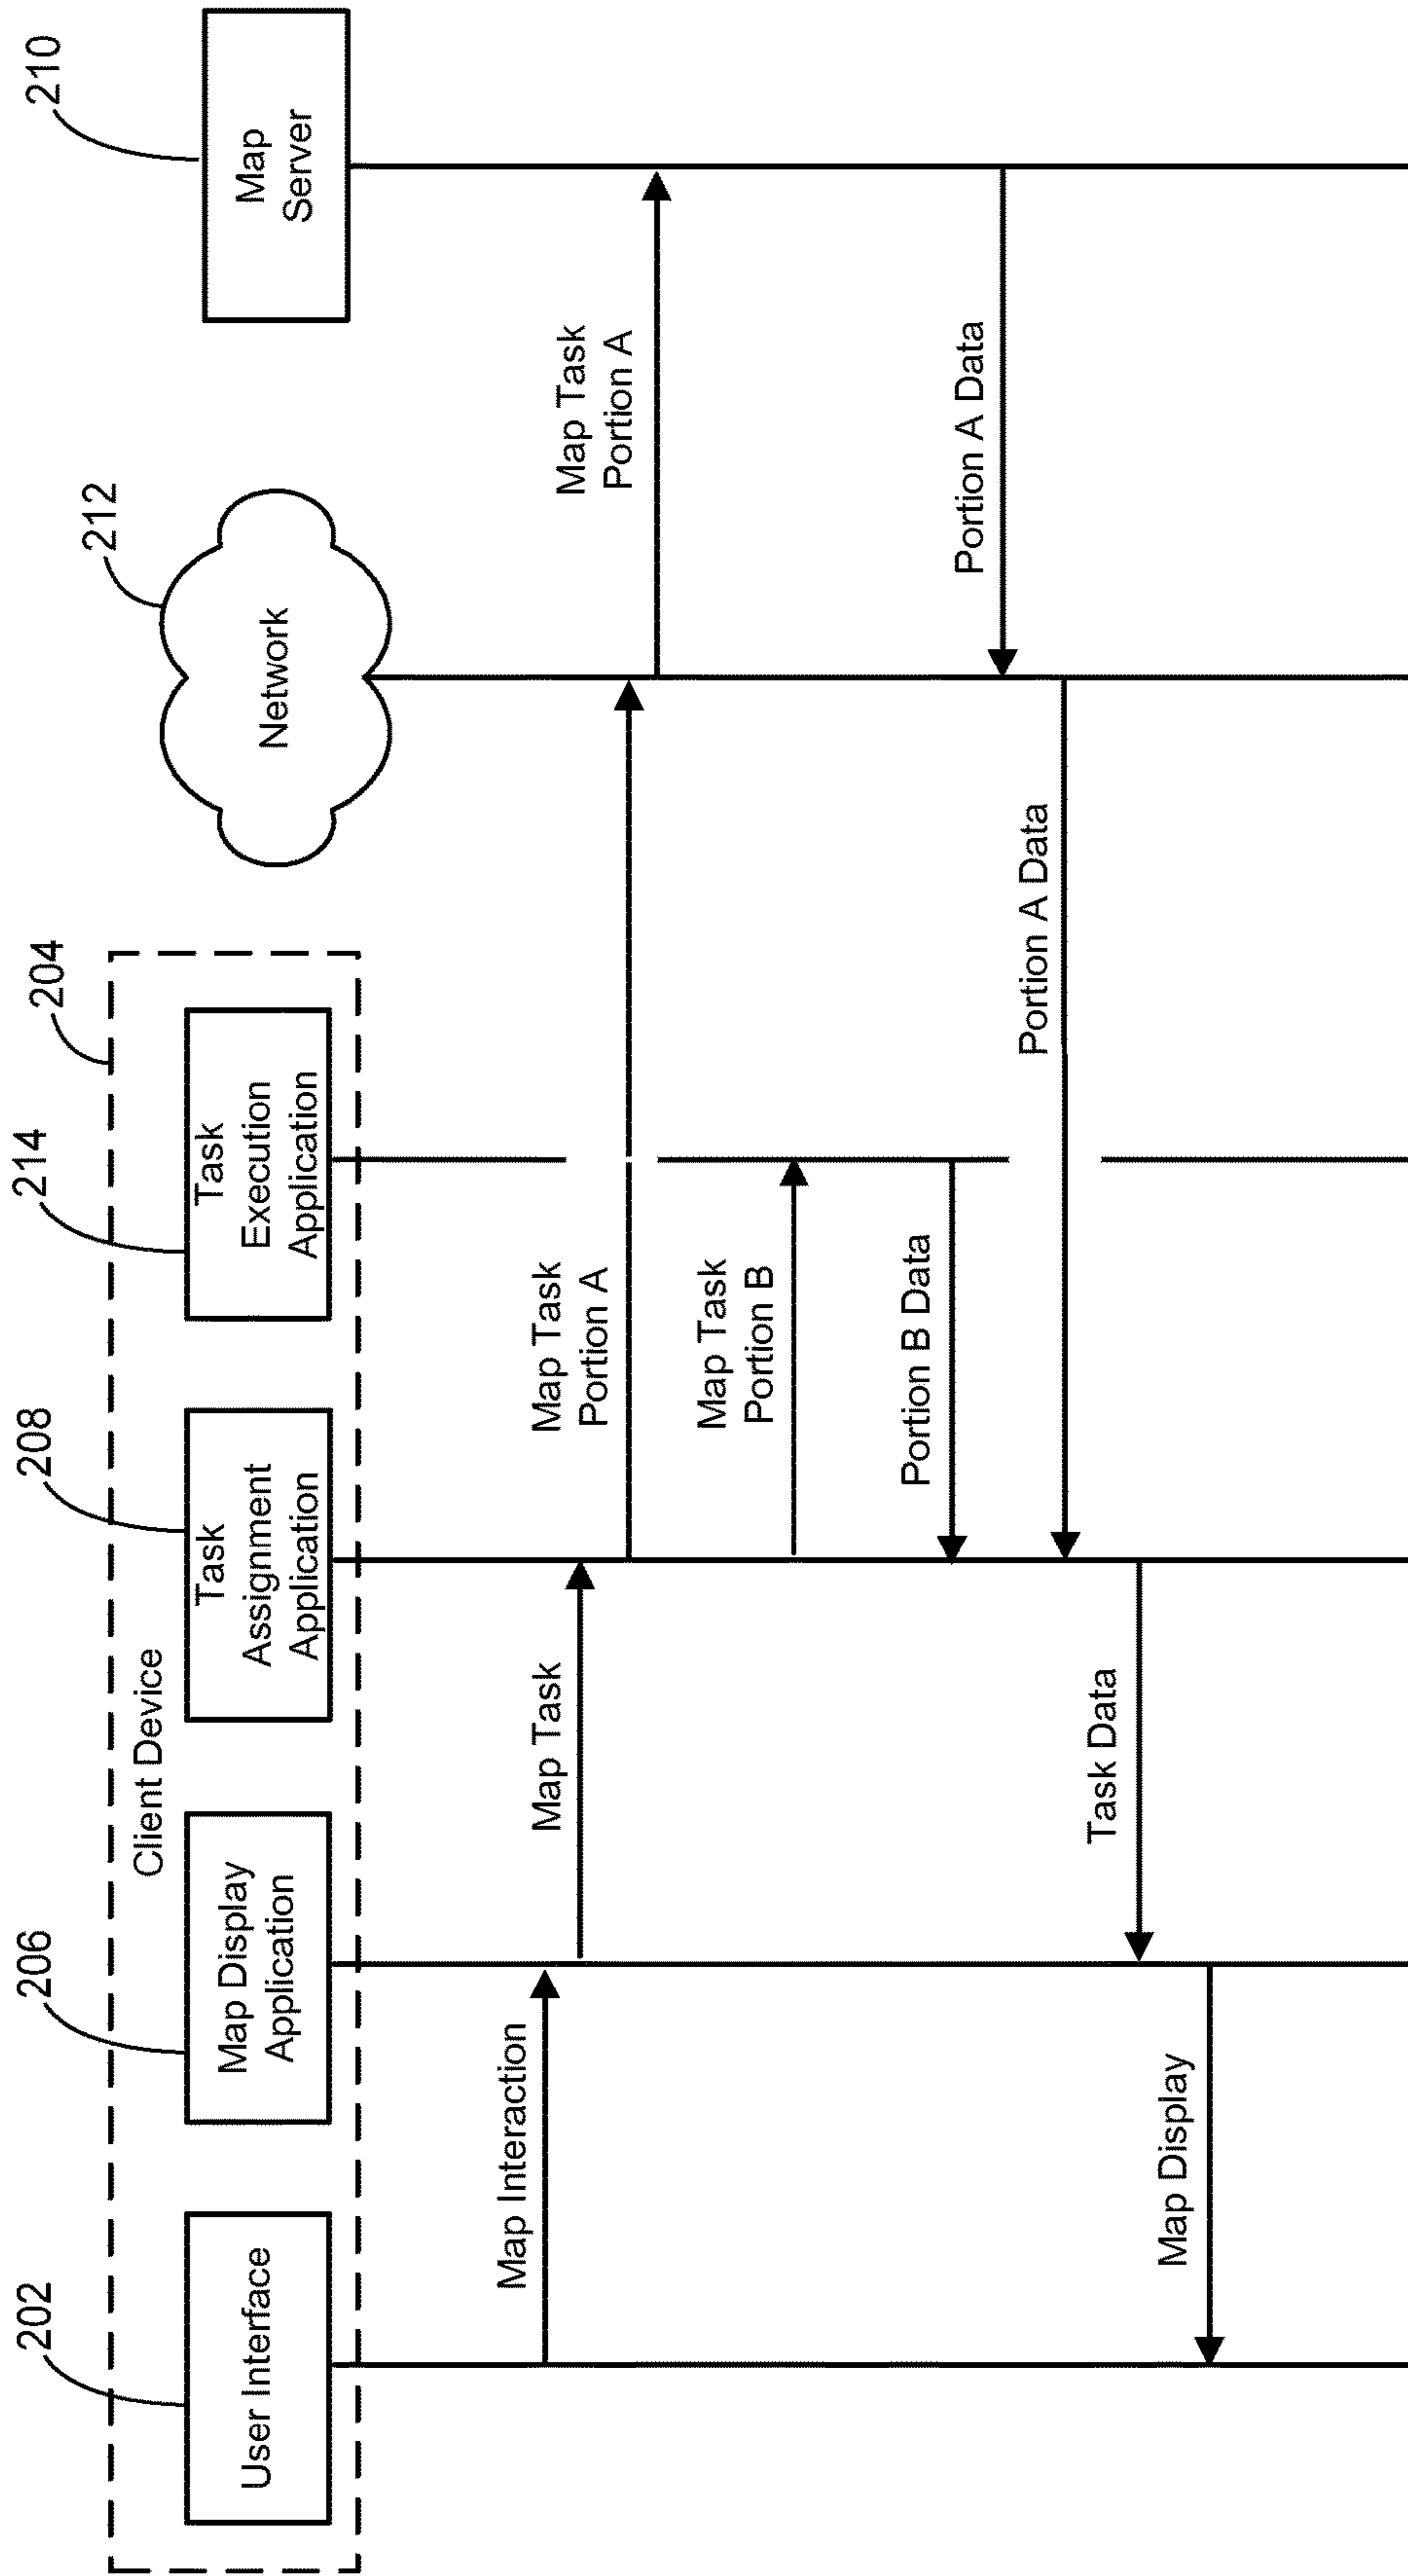 202
204
206
208
214
212
210
Client Device
User Interface
Map Display
Application
Task
Assignment
Application
Task
Execution
Application
Network
Map
Server
Map Interaction
Map Task
Map Task
Portion A
Map Task
Portion A
Map Task
Portion B
Portion B Data
Portion A Data
Portion A Data
Task Data
Map Display